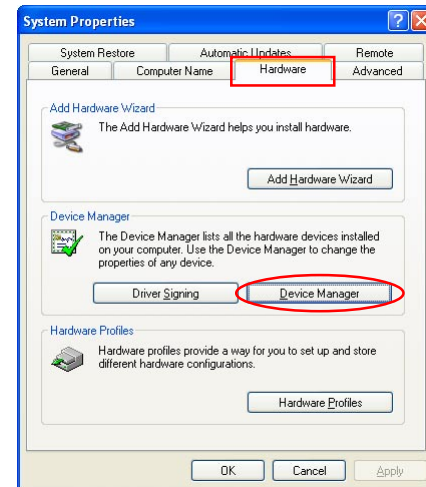 System Properties
System Restore Automatic Updates Remote
General Computer Name Hardware Advanced
Add Hardware Wizard
The Add Hardware Wizard helps you install hardware.
Add Hardware Wizard
Device Manager
The Device Manager lists all the hardware devices installed
on your computer. Use the Device Manager to change the
properties of any device.
Driver Signing Device Manager
Hardware Profiles
Hardware profiles provide a way for you to set up and store
different hardware configurations.
Hardware Profiles
OK Cancel Apply